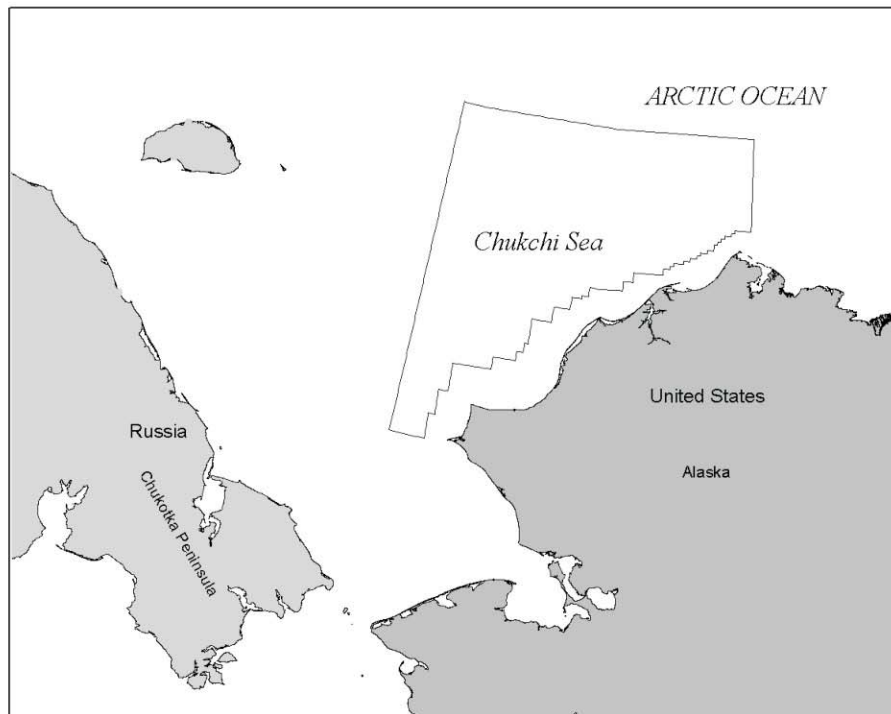 ARCTIC OCEAN
Chukchi Sea
United States
Russia
Alaska
Chukotka Peninsula